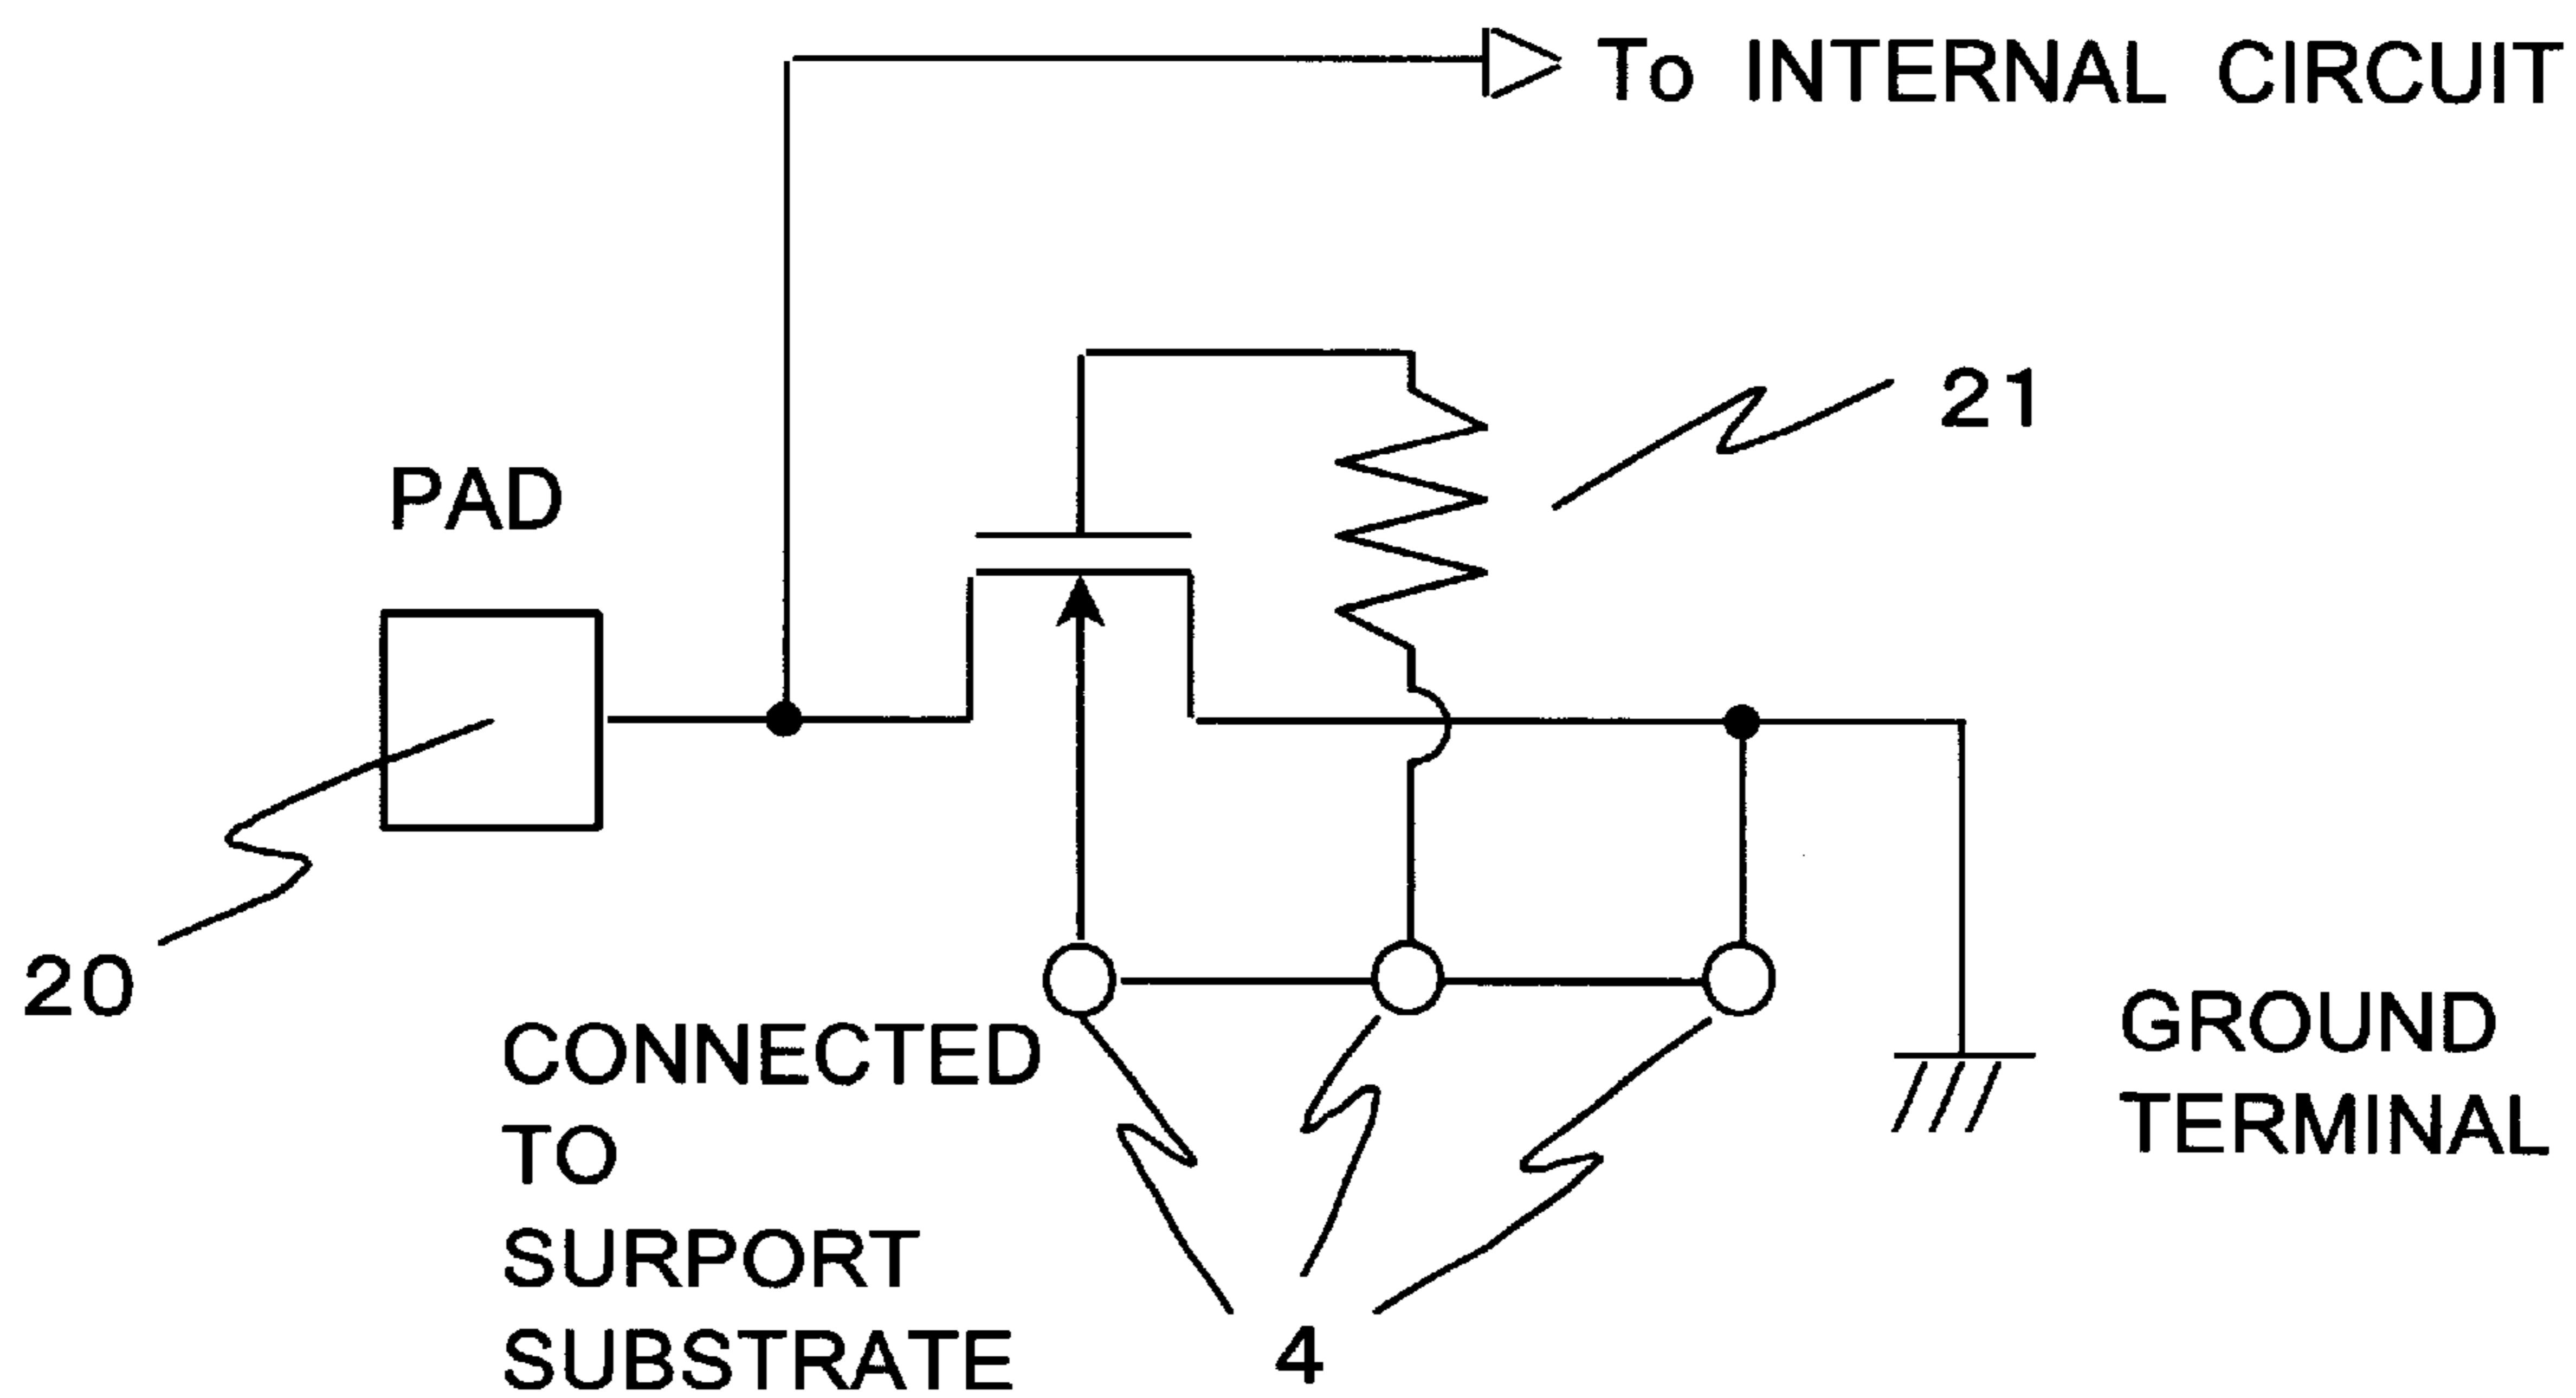 To INTERNAL CIRCUIT
21
PAD
20
CONNECTED
TO
SURPORT
SUBSTRATE
4
GROUND
TERMINAL